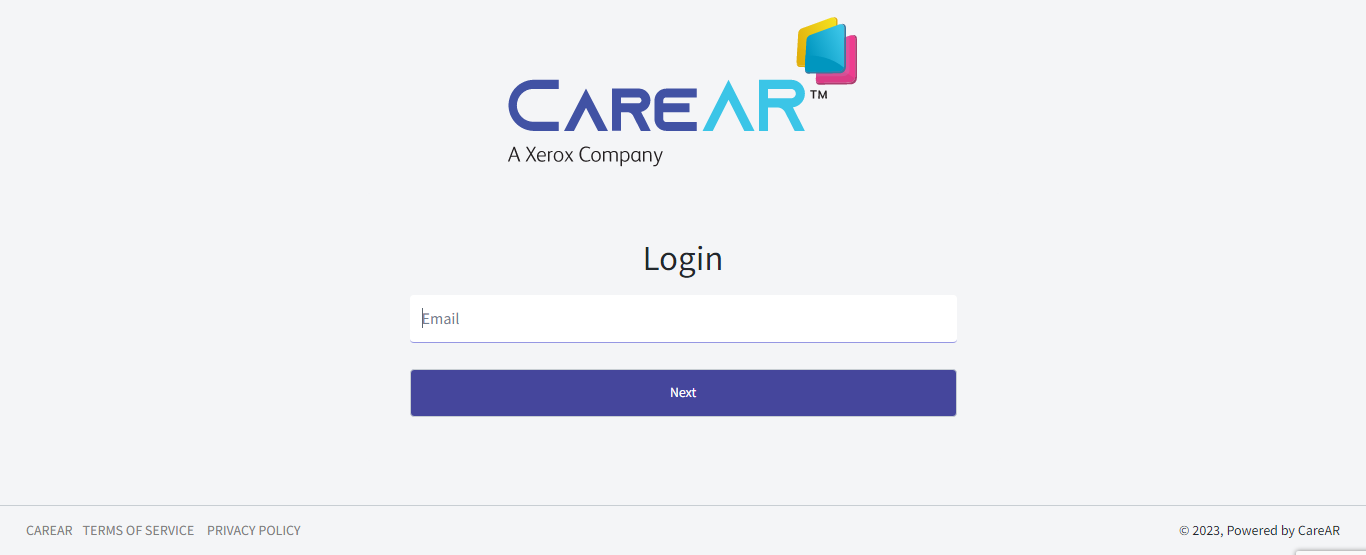 CAREAR™
A Xerox Company
Login
Email
Next
CAREAR TERMS OF SERVICE PRIVACY POLICY © 2023, Powered by CareAR